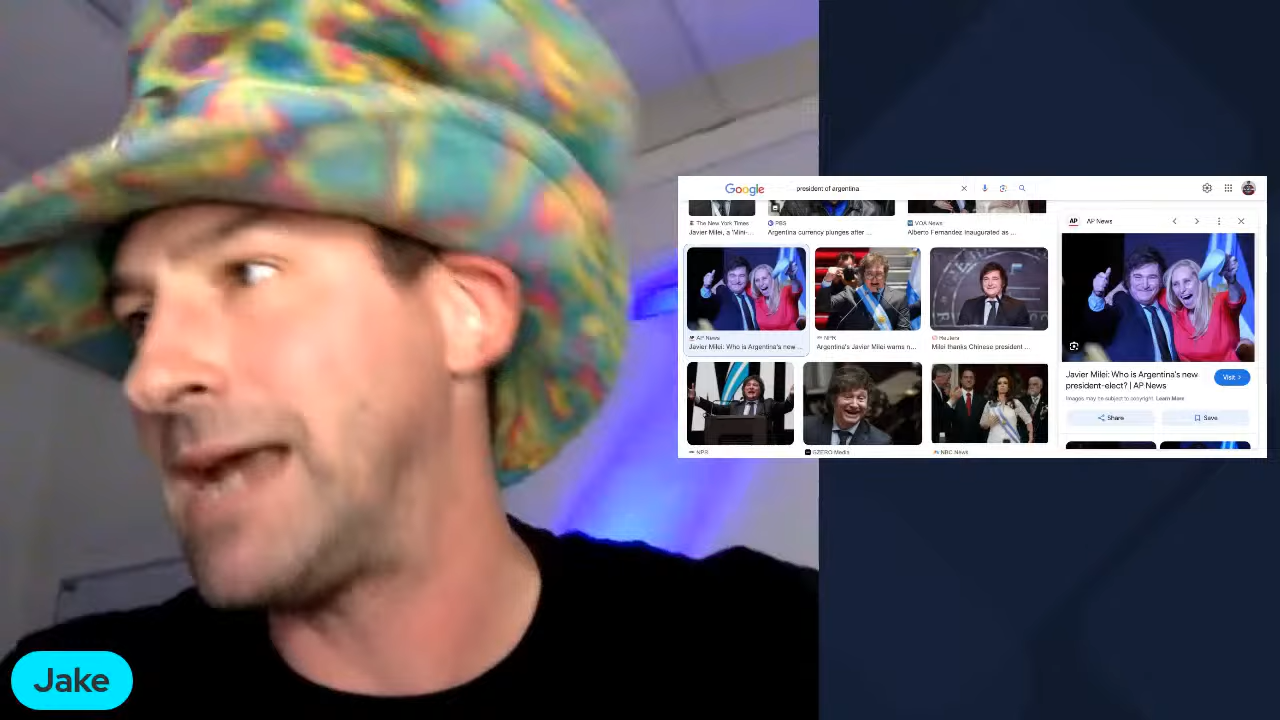 Google
president of argentina
The New York Times
Javier Milei, a 'Mini-...
PBS
Argentina currency plunges after ...
VOA News
Alberto Fernandez inaugurated as ...
AP News
Javier Milei: Who is Argentina's new ...
NPR
Argentina's Javier Milei warns n...
Reuters
Milei thanks Chinese president ...
NPR
GZERO Media
NBC News
AP
AP News
Javier Milei: Who is Argentina's new
president-elect? | AP News
Visit >
Images may be subject to copyright. Learn More
Share
Save
Jake